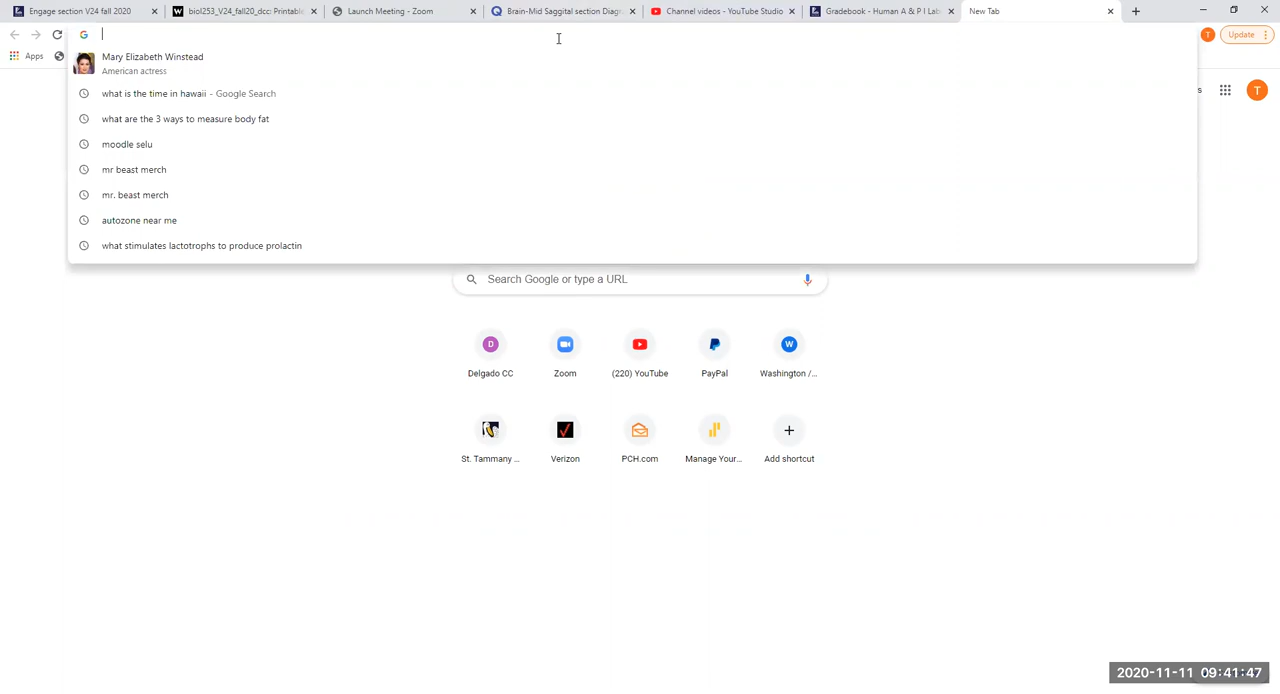 Engage section V24 fall 2020
biol253_V24_fall20_dcc: Printable
Launch Meeting - Zoom
Brain-Mid Saggital section Diagra
Channel videos - YouTube Studio
Gradebook - Human A & P I Lab
New Tab
T
Update
Apps
Mary Elizabeth Winstead
American actress
what is the time in hawaii - Google Search
what are the 3 ways to measure body fat
moodle selu
mr beast merch
mr. beast merch
autozone near me
what stimulates lactotrophs to produce prolactin
s
T
Search Google or type a URL
D
W
Delgado CC
Zoom
(220) YouTube
PayPal
Washington /...
St. Tammany ...
Verizon
PCH.com
Manage Your...
Add shortcut
2020-11-11 09:41:47